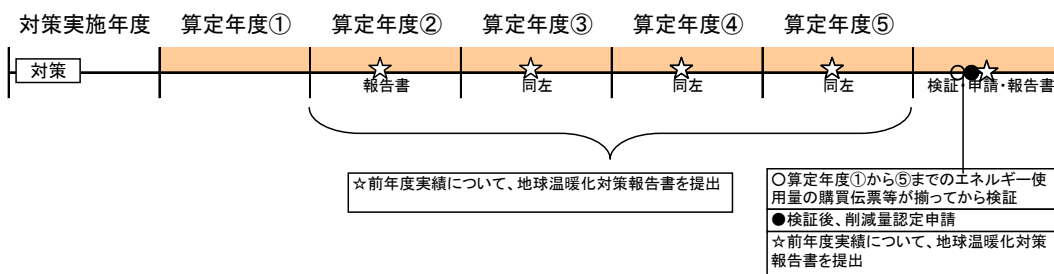 対策実施年度 算定年度① 算定年度② 算定年度③ 算定年度④ 算定年度⑤
対策
報告書 同左 同左 同左 検証・申請・報告書
☆前年度実績について、地球温暖化対策報告書を提出
○算定年度①から⑤までのエネルギー使
用量の購買伝票等が揃ってから検証
●検証後、削減量認定申請
☆前年度実績について、地球温暖化対策
報告書を提出